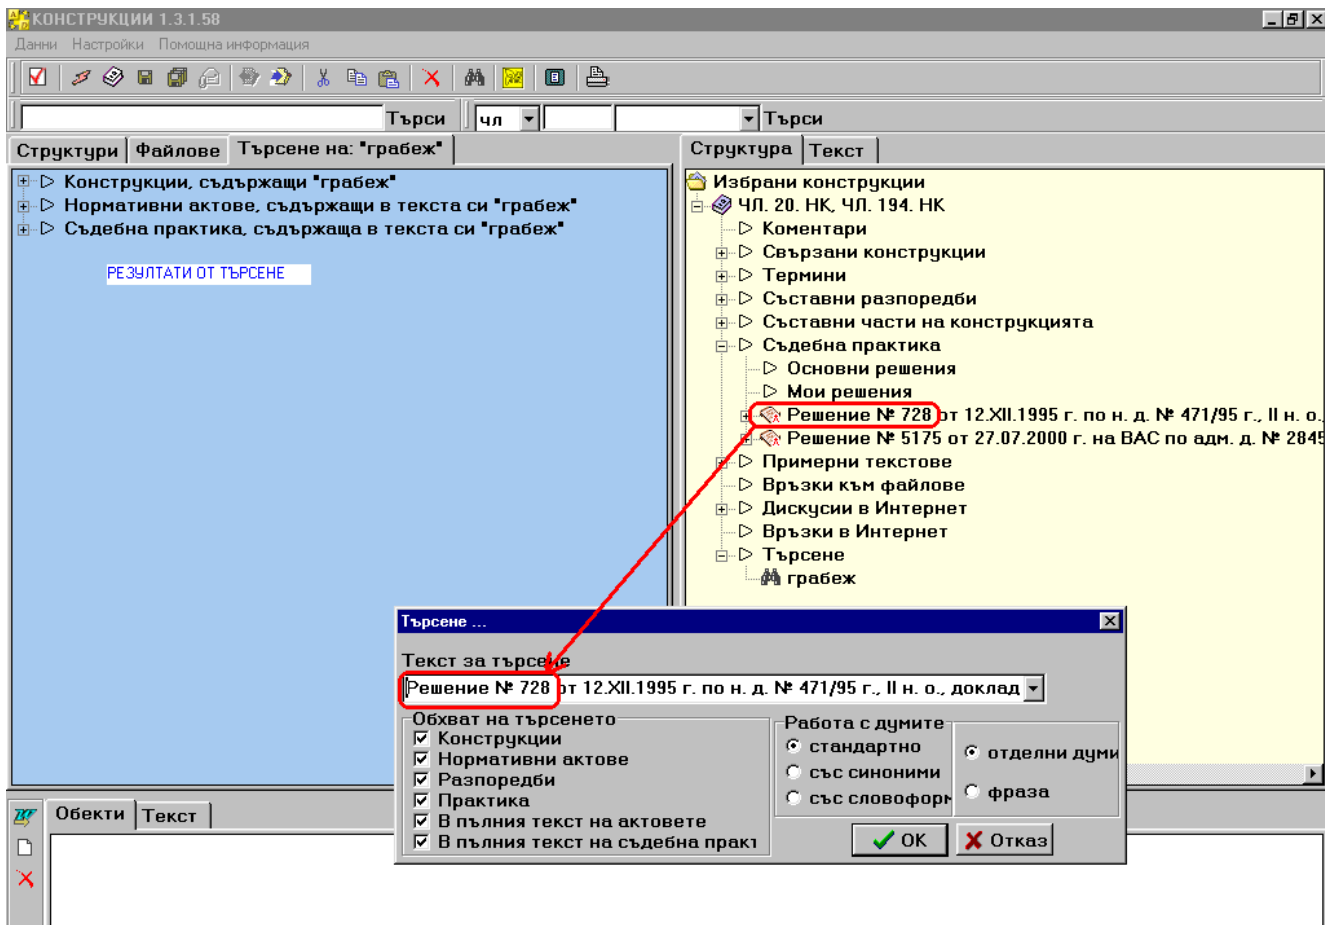 КОНСТРУКЦИИ 1.3.1.58
Данни Настройки Помощна информация
Търси чл Търси
Структури Файлове Търсене на: "грабеж"
Структура Текст
Конструкции, съдържащи "грабеж"
Нормативни актове, съдържащи в текста си "грабеж"
Съдебна практика, съдържаща в текста си "грабеж"
РЕЗУЛТАТИ ОТ ТЪРСЕНЕ
Избрани конструкции
ЧЛ. 20. НК, ЧЛ. 194. НК
Коментари
Свързани конструкции
Термини
Съставни разпоредби
Съставни части на конструкцията
Съдебна практика
Основни решения
Мои решения
Решение № 728 от 12.XII.1995 г. по н. д. № 471/95 г., II н. о.,
Решение № 5175 от 27.07.2000 г. на ВАС по адм. д. № 2845
Примерни текстове
Връзки към файлове
Дискусии в Интернет
Връзки в Интернет
Търсене
грабеж
Търсене ...
Текст за търсене
Решение № 728 от 12.XII.1995 г. по н. д. № 471/95 г., II н. о., доклад
Обхват на търсенето
Конструкции
Нормативни актове
Разпоредби
Практика
В пълния текст на актовете
В пълния текст на съдебна практ
Работа с думите
стандартно
със синоними
със словоформ
отделни думи
фраза
OK Отказ
Обекти Текст